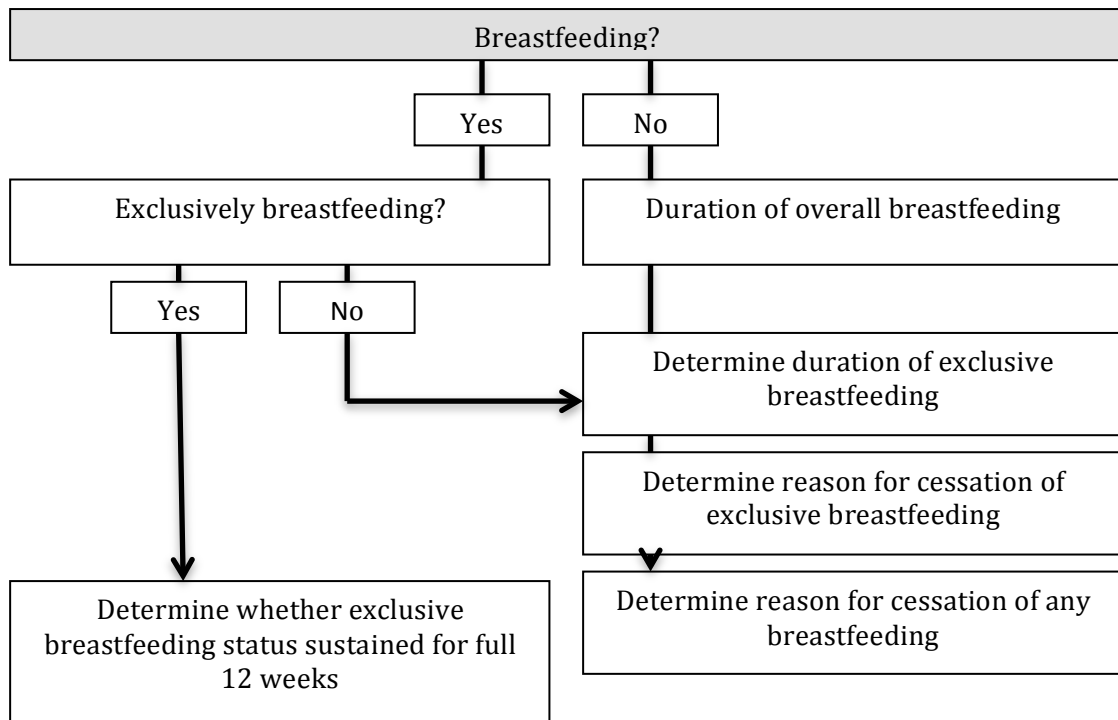 Breastfeeding?
Yes
No
Exclusively breastfeeding?
Duration of overall breastfeeding
Yes
No
Determine duration of exclusive
breastfeeding
Determine reason for cessation of
exclusive breastfeeding
Determine whether exclusive
breastfeeding status sustained for full
12 weeks
Determine reason for cessation of any
breastfeeding